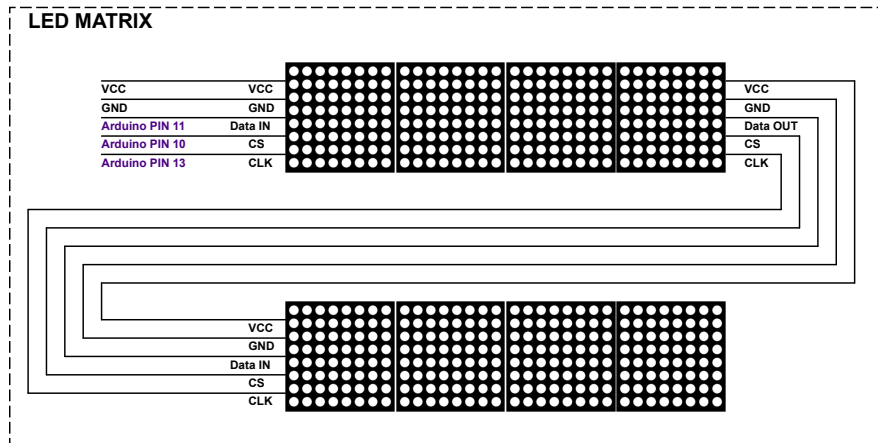 LED MATRIX
VCC VCC VCC
GND GND GND
Arduino PIN 11 Data IN Data OUT
Arduino PIN 10 CS CS
Arduino PIN 13 CLK CLK
VCC
GND
Data IN
CS
CLK